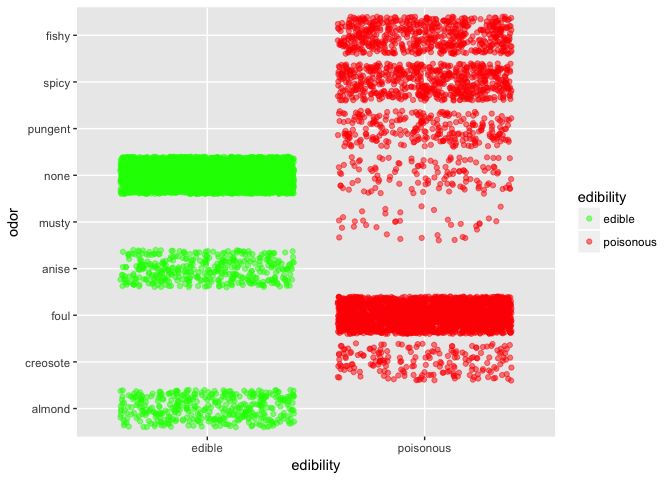 fishy
spicy
pungent
none
musty
anise
foul
creosote
almond
odor
edible
poisonous
edibility
edibility
edible
poisonous